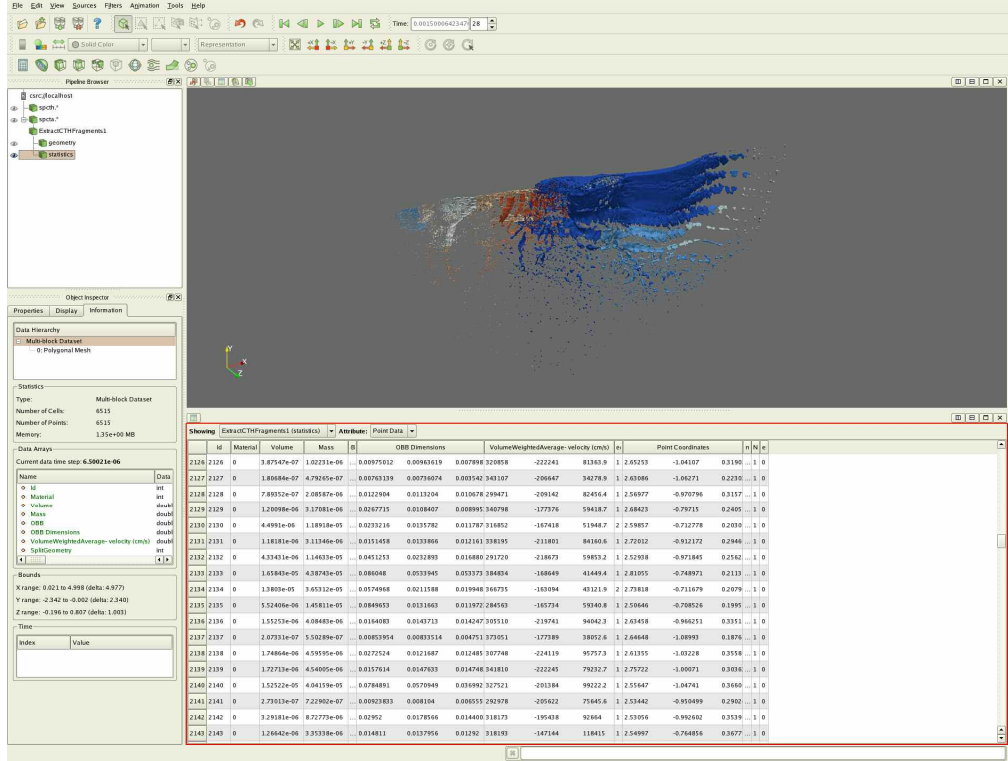 File Edit View Sources Filters Animation Tools Help
Time: 28
Solid Color Representation
Pipeline Browser
csrc://localhost
spcth.*
spcta.*
ExtractCTHFragments1
geometry
statistics
Object Inspector
Properties Display Information
Data Hierarchy
Multi-block Dataset
0: Polygonal Mesh
Statistics
Type: Multi-block Dataset
Number of Cells: 6515
Number of Points: 6515
Memory: 1.35e+00 MB
Data Arrays
Current data time step: 6.50021e-06
Name Data
Id int
Material int
Volume doubl
Mass doubl
OBB doubl
OBB Dimensions doubl
VolumeWeightedAverage- velocity (cm/s) doubl
SplitGeometry int
Bounds
X range: 0.021 to 4.998 (delta: 4.977)
Y range: -2.342 to -0.002 (delta: 2.340)
Z range: -0.196 to 0.807 (delta: 1.003)
Time
Index Value
Y
X
Z
Showing ExtractCTHFragments1 (statistics) Attribute: Point Data
Id Material Volume Mass B OBB Dimensions VolumeWeightedAverage- velocity (cm/s) Point Coordinates n N e
2126 2126 0 3.87547e-07 1.02231e-06 ... 0.00975012 0.00963619 0.007898 320858 -222241 81363.9 1 2.65253 -1.04107 0.3190 ... 1 0
2127 2127 0 1.80684e-07 4.79265e-07 ... 0.00763139 0.00736074 0.003542 343107 -206647 34278.9 1 2.63086 -1.06271 0.2230 ... 1 0
2128 2128 0 7.89352e-07 2.08587e-06 ... 0.0122904 0.0113204 0.010678 299471 -209142 82456.4 1 2.56977 -0.970796 0.3157 ... 1 0
2129 2129 0 1.20098e-06 3.17081e-06 ... 0.0267715 0.0108407 0.008995 340798 -177376 59418.7 1 2.68423 -0.79715 0.2405 ... 1 0
2130 2130 0 4.4991e-06 1.18918e-05 ... 0.0233216 0.0135782 0.011787 316852 -167418 51948.7 2 2.59857 -0.712778 0.2030 ... 1 0
2131 2131 0 1.18181e-06 3.11346e-06 ... 0.0151458 0.0133866 0.012161 338195 -211801 84160.6 1 2.72012 -0.912172 0.2946 ... 1 0
2132 2132 0 4.33431e-06 1.14633e-05 ... 0.0451253 0.0232893 0.016880 291720 -218673 59853.2 1 2.52938 -0.971845 0.2562 ... 1 0
2133 2133 0 1.65843e-05 4.38743e-05 ... 0.086048 0.0533945 0.053373 384834 -168649 41449.4 1 2.81055 -0.748971 0.2113 ... 1 0
2134 2134 0 1.3803e-05 3.65312e-05 ... 0.0574968 0.0211588 0.019948 366735 -163094 43121.9 2 2.73818 -0.711679 0.2079 ... 1 0
2135 2135 0 5.52406e-06 1.45811e-05 ... 0.0849653 0.0131663 0.011972 284563 -165734 59340.8 1 2.50646 -0.708526 0.1995 ... 1 0
2136 2136 0 1.55253e-06 4.08483e-06 ... 0.0164083 0.0143713 0.014247 305510 -219741 94042.3 1 2.63458 -0.966251 0.3351 ... 1 0
2137 2137 0 2.07331e-07 5.50289e-07 ... 0.00853954 0.00833514 0.004751 373051 -177389 38052.6 1 2.64648 -1.08993 0.1876 ... 1 0
2138 2138 0 1.74864e-06 4.59595e-06 ... 0.0272524 0.0121687 0.012485 307748 -224119 95757.3 1 2.61355 -1.03228 0.3558 ... 1 0
2139 2139 0 1.72713e-06 4.54005e-06 ... 0.0157614 0.0147633 0.014748 341810 -222245 79232.7 1 2.75722 -1.00071 0.3036 ... 1 0
2140 2140 0 1.52522e-05 4.04159e-05 ... 0.0784891 0.0570949 0.036992 327521 -201384 99222.2 1 2.55647 -1.04741 0.3660 ... 1 0
2141 2141 0 2.73013e-07 7.22902e-07 ... 0.00923833 0.008104 0.006555 292978 -205622 75645.6 1 2.53442 -0.950499 0.2902 ... 1 0
2142 2142 0 3.29181e-06 8.72773e-06 ... 0.02952 0.0178566 0.014400 318173 -195438 92664 1 2.53056 -0.992602 0.3539 ... 1 0
2143 2143 0 1.26642e-06 3.35338e-06 ... 0.014811 0.0137956 0.01292 318193 -147144 118415 1 2.54997 -0.764856 0.3677 ... 1 0